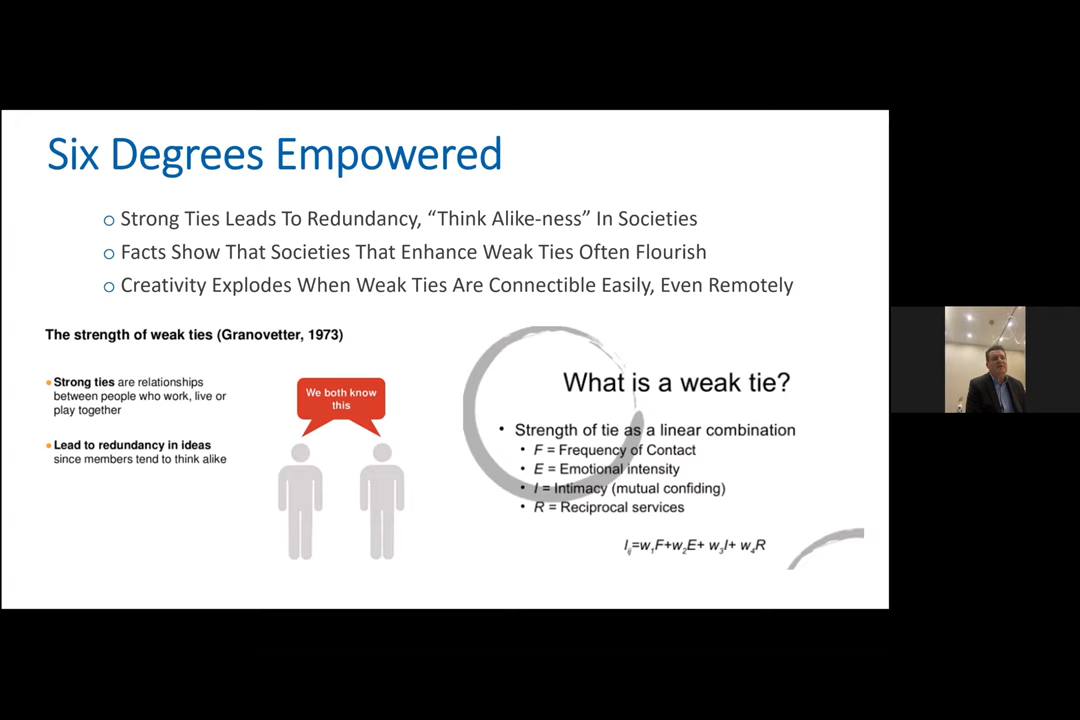 Six Degrees Empowered
o Strong Ties Leads To Redundancy, “Think Alike-ness” In Societies
o Facts Show That Societies That Enhance Weak Ties Often Flourish
o Creativity Explodes When Weak Ties Are Connectible Easily, Even Remotely
The strength of weak ties (Granovetter, 1973)
• Strong ties are relationships
between people who work, live or
play together
• Lead to redundancy in ideas
since members tend to think alike
We both know
this
What is a weak tie?
• Strength of tie as a linear combination
• F = Frequency of Contact
• E = Emotional intensity
• I = Intimacy (mutual confiding)
• R = Reciprocal services
Iij=w1F+w2E+ w3I+ w4R